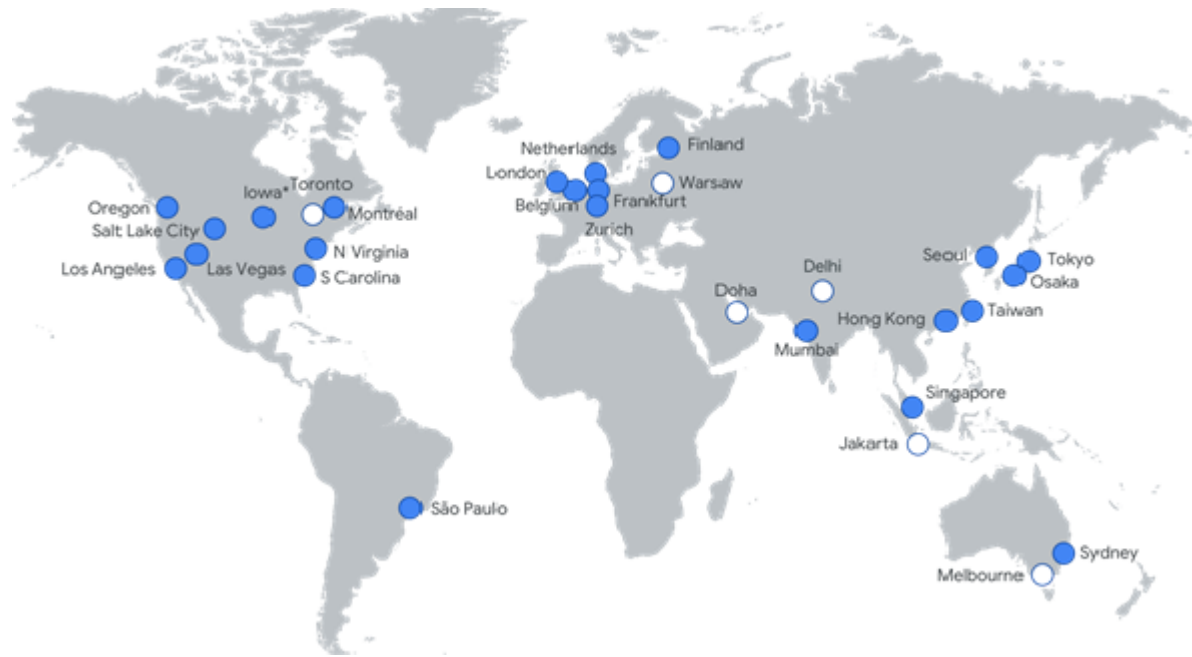 Netherlands
Finland
London
Warsaw
Iowa*
Toronto
Belgium
Frankfurt
Oregon
Montréal
Salt Lake City
Zurich
N Virginia
Seoul
Tokyo
Los Angeles
Las Vegas
S Carolina
Delhi
Osaka
Doha
Hong Kong
Taiwan
Mumbai
Singapore
Jakarta
São Paulo
Sydney
Melbourne